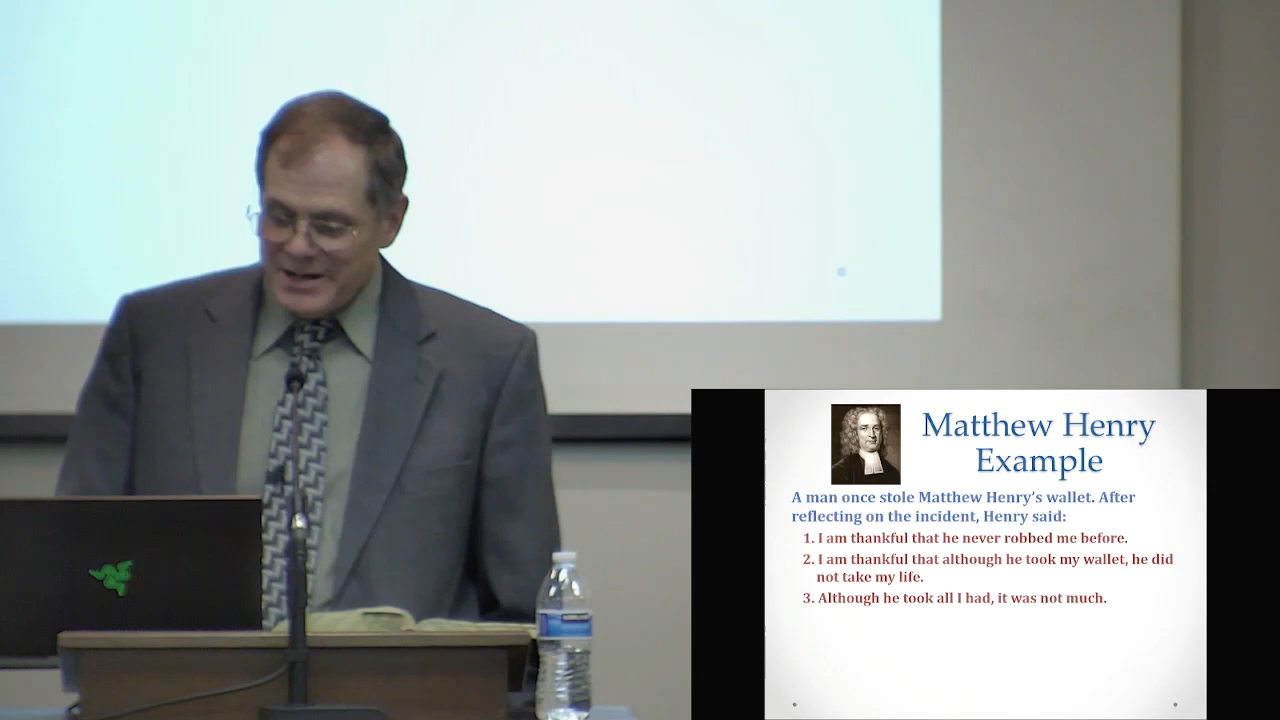 Matthew Henry
Example
A man once stole Matthew Henry's wallet. After
reflecting on the incident, Henry said:
1. I am thankful that he never robbed me before.
2. I am thankful that although he took my wallet, he did
not take my life.
3. Although he took all I had, it was not much.